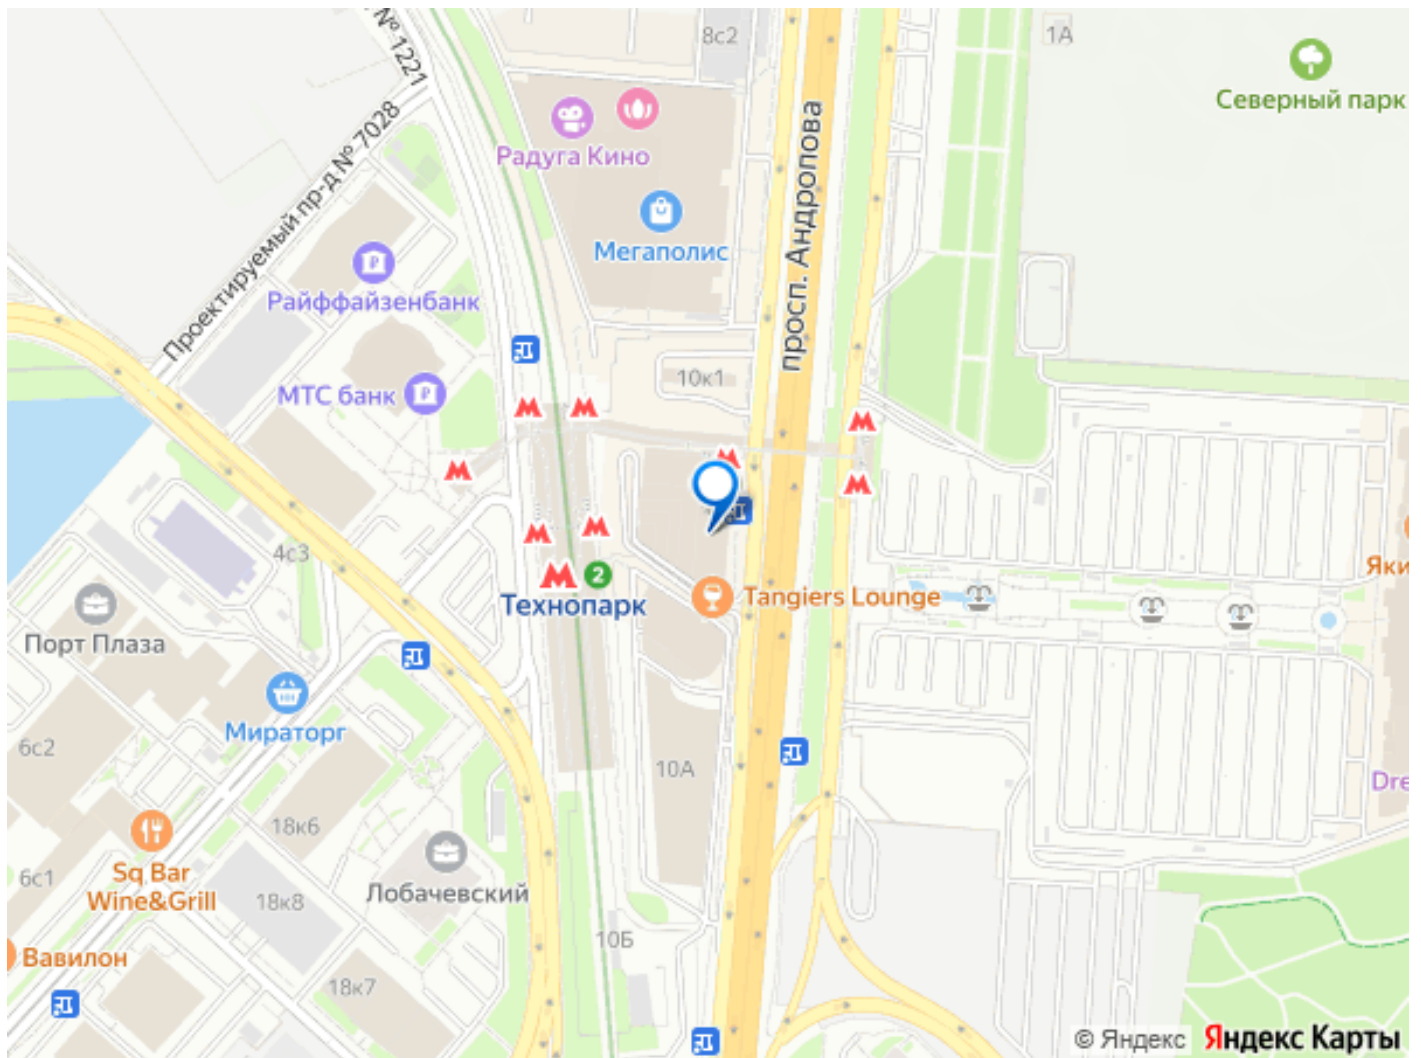 № 1221
8с2
1А
Северный парк
Проектируемый пр-д № 7028
Радуга Кино
просп. Андропова
Мегаполис
Райффайзенбанк
МТС банк
10к1
4с3
2
Технопарк
Tangiers Lounge
Яки
Порт Плаза
Мираторг
6с2
10А
Dre
18к6
Sq Bar
Wine&Grill
6с1
18к8
Лобачевский
10Б
Вавилон
18к7
© Яндекс Яндекс Карты